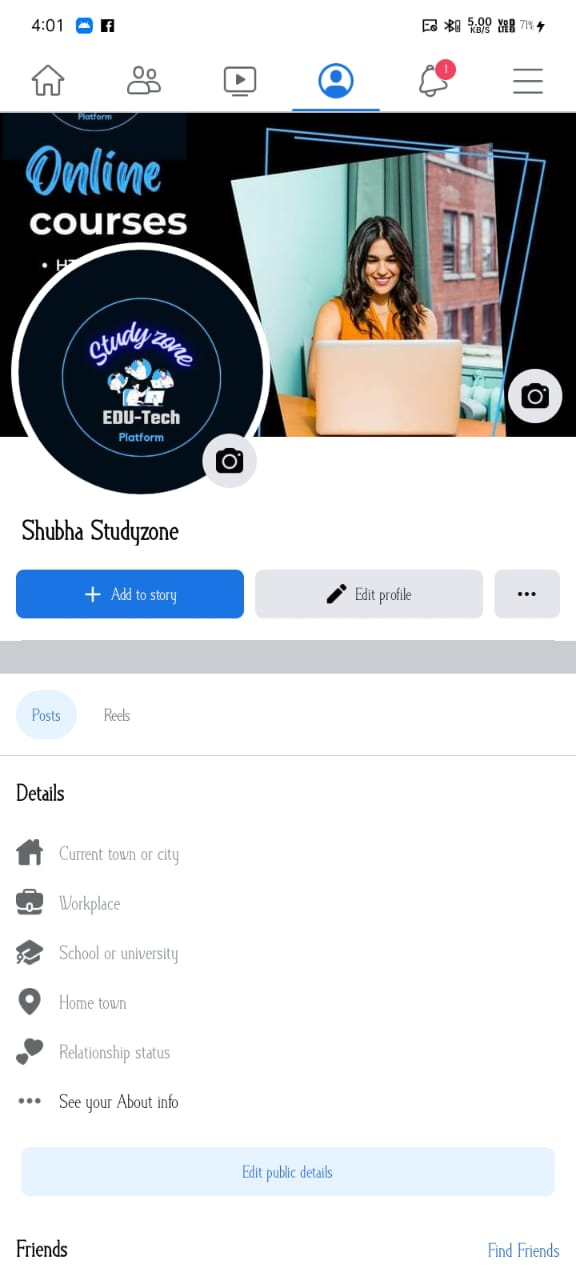 4:01 5.00 KB/S 71%
1
Platform
Online
courses
Study zone
EDU-Tech
Platform
Shubha Studyzone
+ Add to story
Edit profile
Posts Reels
Details
Current town or city
Workplace
School or university
Home town
Relationship status
See your About info
Edit public details
Friends Find Friends